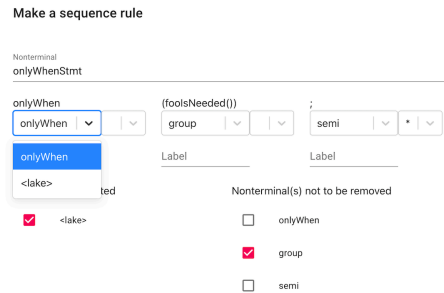 Make a sequence rule
Nonterminal
onlyWhenStmt
onlyWhen (foolsNeeded()) ;
onlyWhen group semi *
onlyWhen Label Label
<lake>
ted Nonterminal(s) not to be removed
<lake> onlyWhen
group
semi